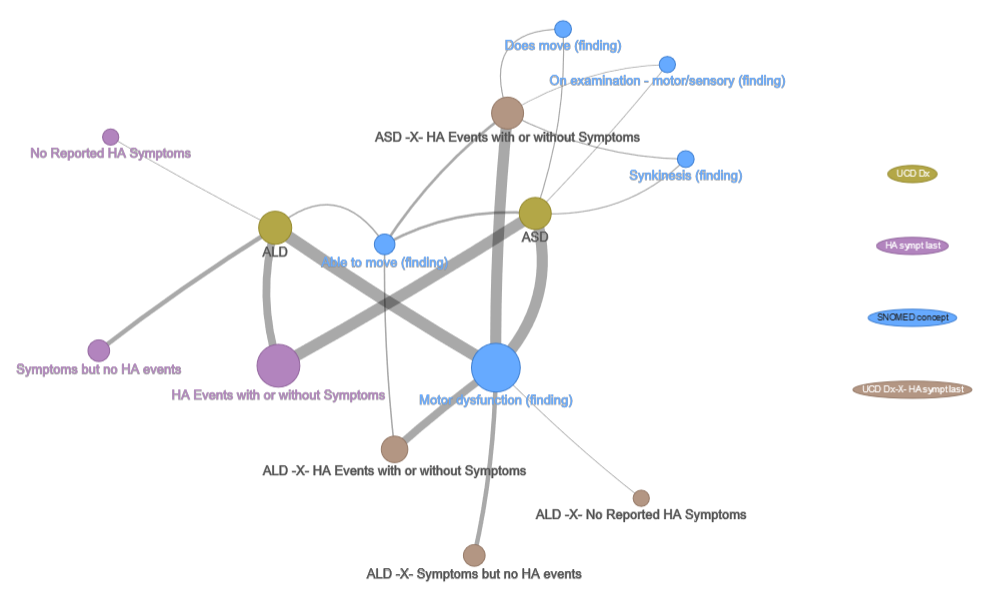 Does move (finding)
On examination - motor/sensory (finding)
ASD -X- HA Events with or without Symptoms
No Reported HA Symptoms
Synkinesis (finding)
UCD Dx
ASD
ALD
HA sympt last
Able to move (finding)
SNOMED concept
Symptoms but no HA events
HA Events with or without Symptoms
Motor dysfunction (finding)
UCD Dx-X- HA sympt last
ALD -X- HA Events with or without Symptoms
ALD -X- No Reported HA Symptoms
ALD -X- Symptoms but no HA events